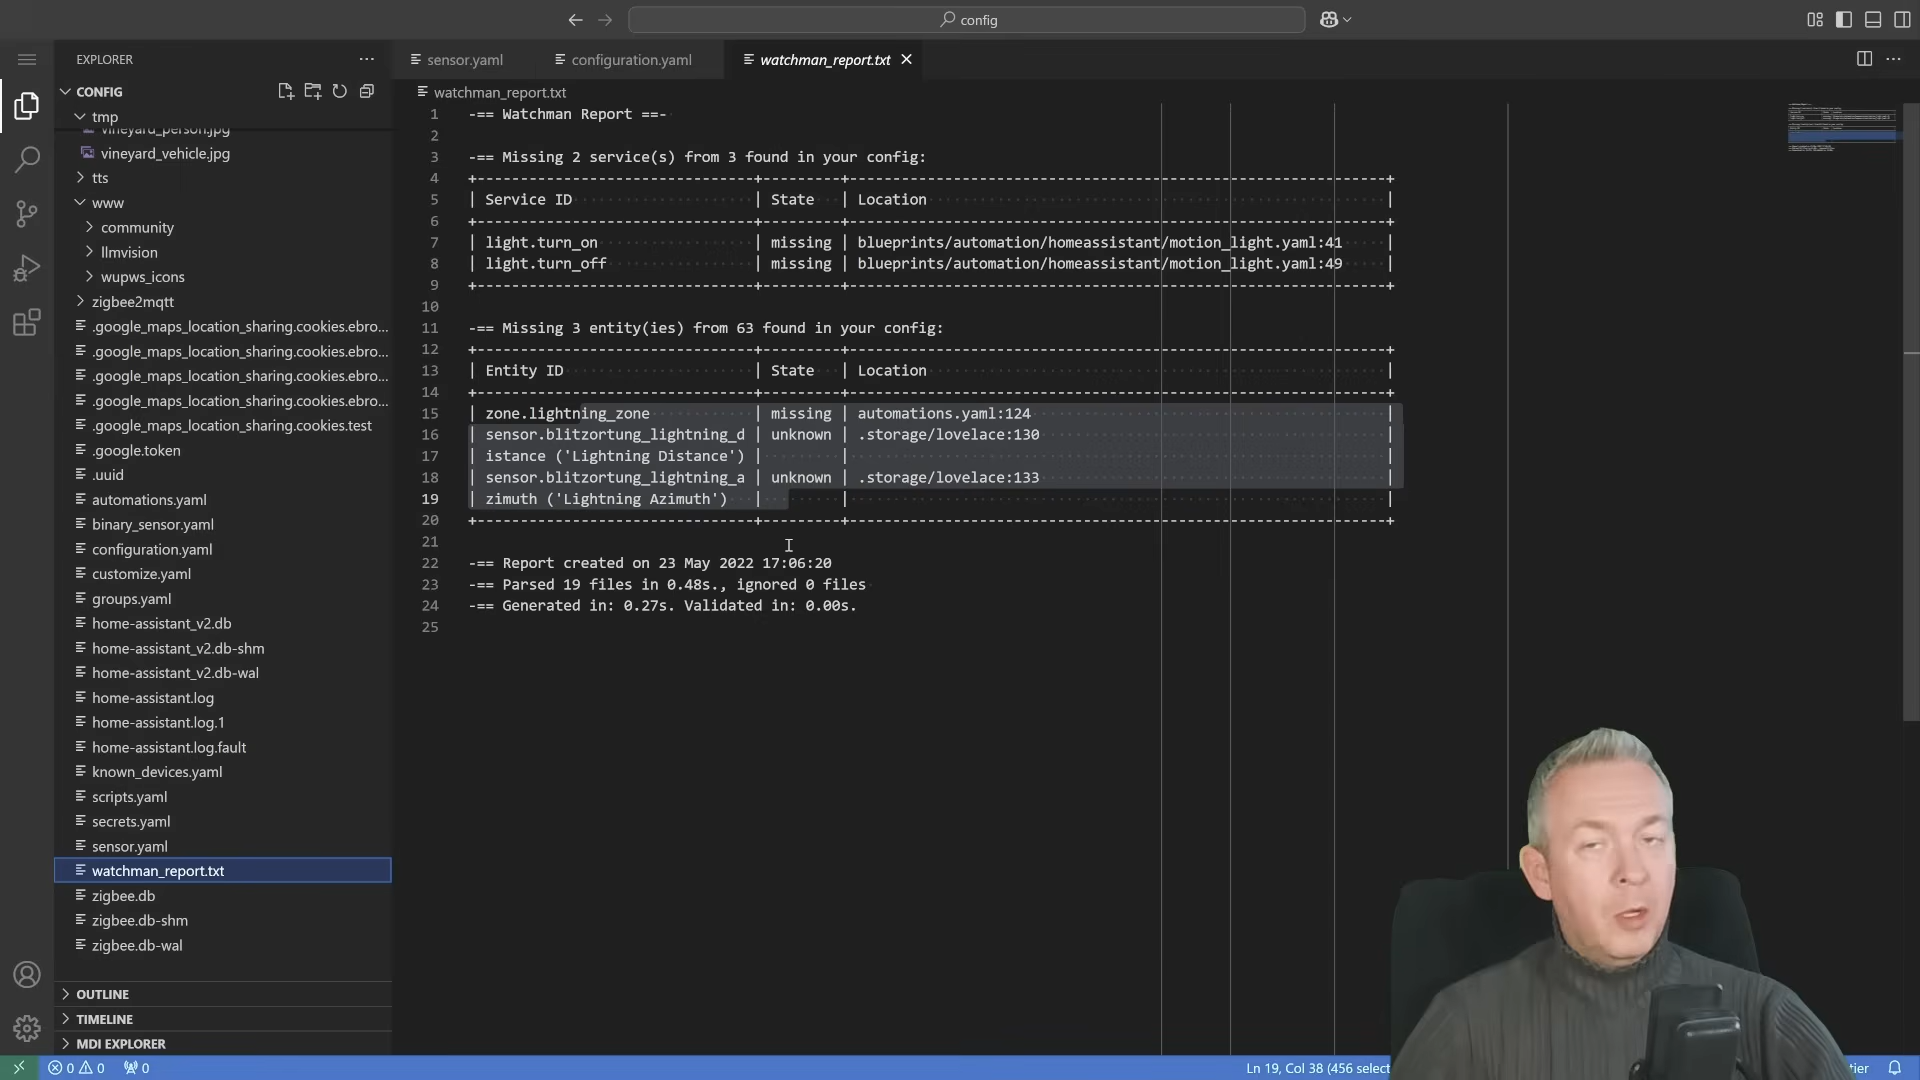 config
EXPLORER
CONFIG
tmp
vineyard_person.jpg
vineyard_vehicle.jpg
tts
www
community
llmvision
wupws_icons
zigbee2mqtt
.google_maps_location_sharing.cookies.ebro...
.google_maps_location_sharing.cookies.ebro...
.google_maps_location_sharing.cookies.ebro...
.google_maps_location_sharing.cookies.ebro...
.google_maps_location_sharing.cookies.test
.google.token
.uuid
automations.yaml
binary_sensor.yaml
configuration.yaml
customize.yaml
groups.yaml
home-assistant_v2.db
home-assistant_v2.db-shm
home-assistant_v2.db-wal
home-assistant.log
home-assistant.log.1
home-assistant.log.fault
known_devices.yaml
scripts.yaml
secrets.yaml
sensor.yaml
watchman_report.txt
zigbee.db
zigbee.db-shm
zigbee.db-wal
OUTLINE
TIMELINE
MDI EXPLORER
sensor.yaml configuration.yaml watchman_report.txt
watchman_report.txt
1 -== Watchman Report ==-
2
3 -== Missing 2 service(s) from 3 found in your config:
4 +--------------------------------+---------+---------------------------------------------------------------+
5 | Service ID | State | Location |
6 +--------------------------------+---------+---------------------------------------------------------------+
7 | light.turn_on | missing | blueprints/automation/homeassistant/motion_light.yaml:41 |
8 | light.turn_off | missing | blueprints/automation/homeassistant/motion_light.yaml:49 |
9 +--------------------------------+---------+---------------------------------------------------------------+
10
11 -== Missing 3 entity(ies) from 63 found in your config:
12 +--------------------------------+---------+---------------------------------------------------------------+
13 | Entity ID | State | Location |
14 +--------------------------------+---------+---------------------------------------------------------------+
15 | zone.lightning_zone | missing | automations.yaml:124 |
16 | sensor.blitzortung_lightning_d | unknown | .storage/lovelace:130 |
17 | istance ('Lightning Distance') | | |
18 | sensor.blitzortung_lightning_a | unknown | .storage/lovelace:133 |
19 | zimuth ('Lightning Azimuth') | | |
20 +--------------------------------+---------+---------------------------------------------------------------+
21
22 -== Report created on 23 May 2022 17:06:20
23 -== Parsed 19 files in 0.48s., ignored 0 files
24 -== Generated in: 0.27s. Validated in: 0.00s.
25
0 0 0 Ln 19, Col 38 (456 select tier